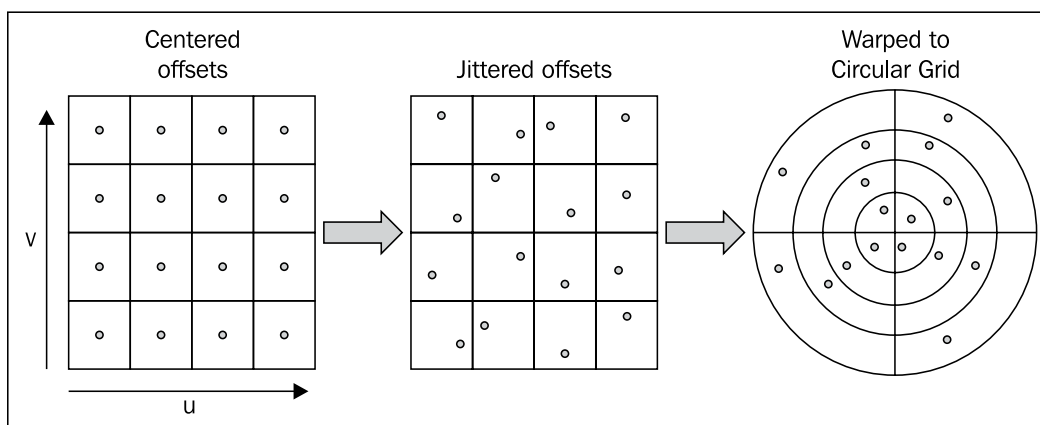 Centered
offsets
Jittered offsets
Warped to
Circular Grid
v
u